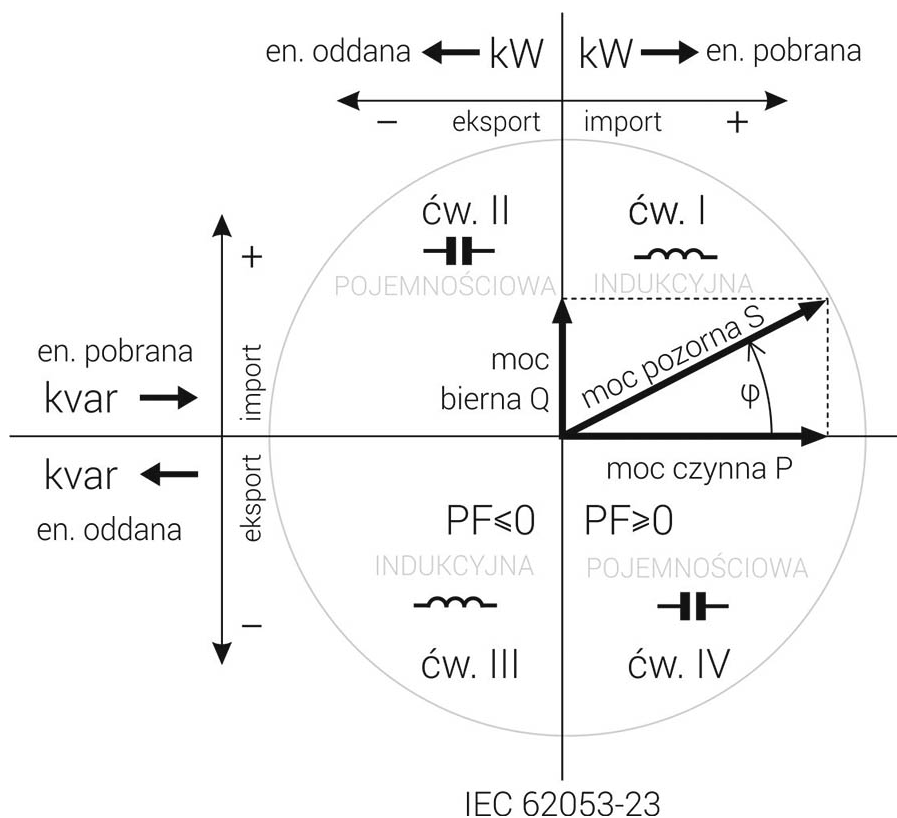 en. oddana kW kW en. pobrana
− eksport import +
ćw. II ćw. I
POJEMNOŚCIOWA INDUKCYJNA
+
import
en. pobrana
kvar
kvar
en. oddana
eksport
−
moc
bierna Q
moc pozorna S
φ
moc czynna P
PF⩽0 PF⩾0
INDUKCYJNA POJEMNOŚCIOWA
ćw. III ćw. IV
IEC 62053-23